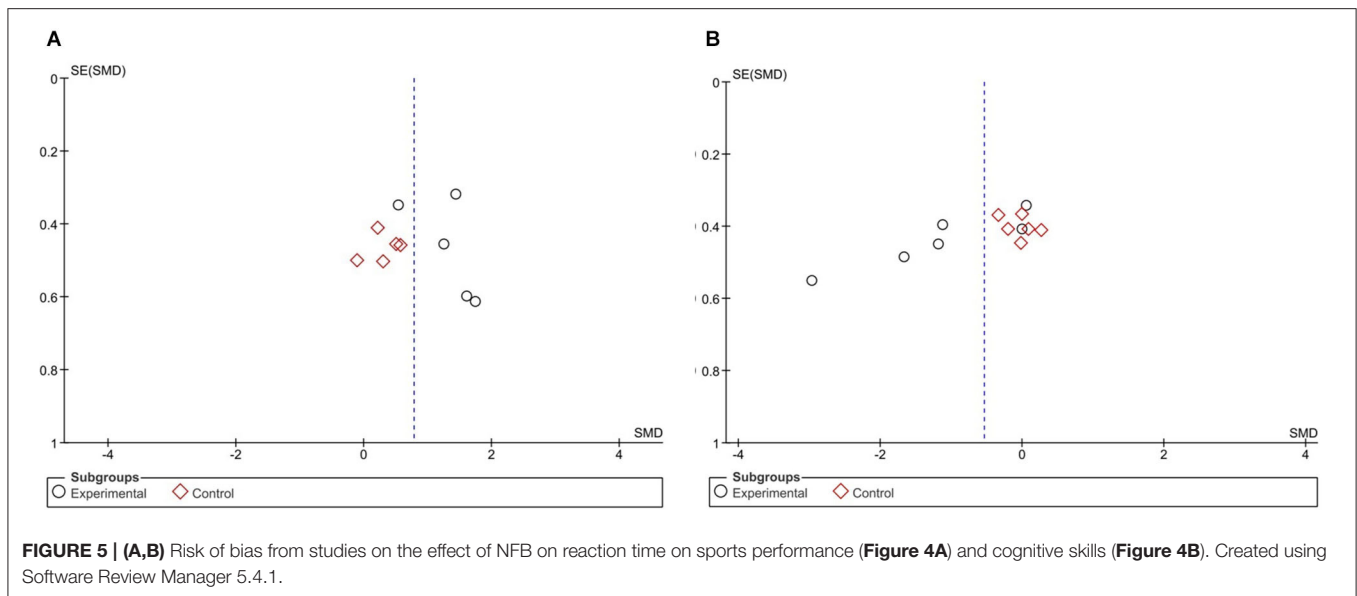 A
SE(SMD)
0
0.2
0.4
0.6
0.8
1
-4
-2
0
2
4
SMD
Subgroups
Experimental
Control
B
SE(SMD)
0
0.2
0.4
0.6
0.8
1
-4
-2
0
2
4
SMD
Subgroups
Experimental
Control
FIGURE 5 | (A,B) Risk of bias from studies on the effect of NFB on reaction time on sports performance (Figure 4A) and cognitive skills (Figure 4B). Created using
Software Review Manager 5.4.1.